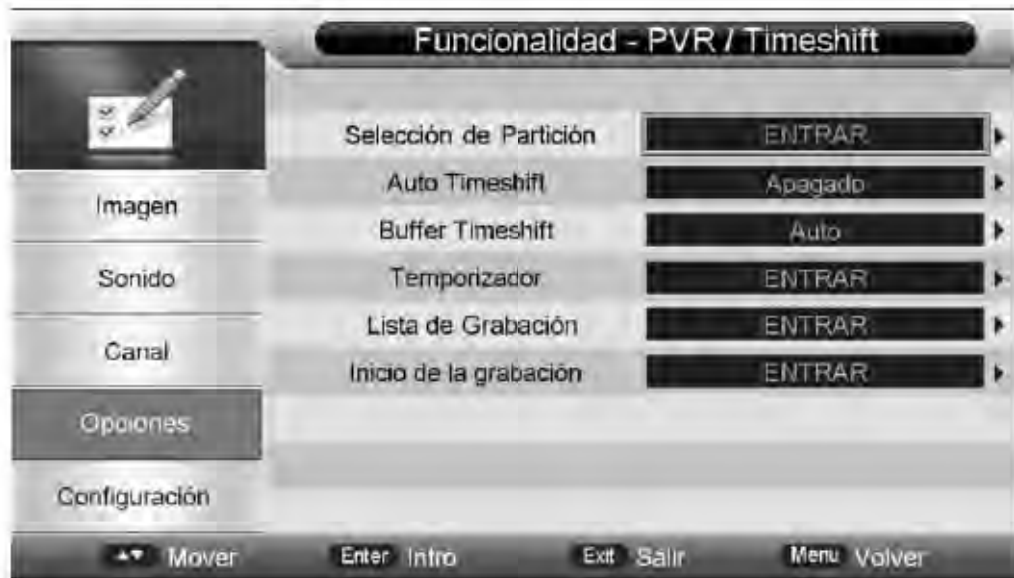 Funcionalidad - PVR / Timeshift
Selección de Partición ENTRAR
Auto Timeshift Apagado
Buffer Timeshift Auto
Temporizador ENTRAR
Lista de Grabación ENTRAR
Inicio de la grabación ENTRAR
Imagen
Sonido
Canal
Opciones
Configuración
Mover Enter Intro Exit Salir Menu Volver